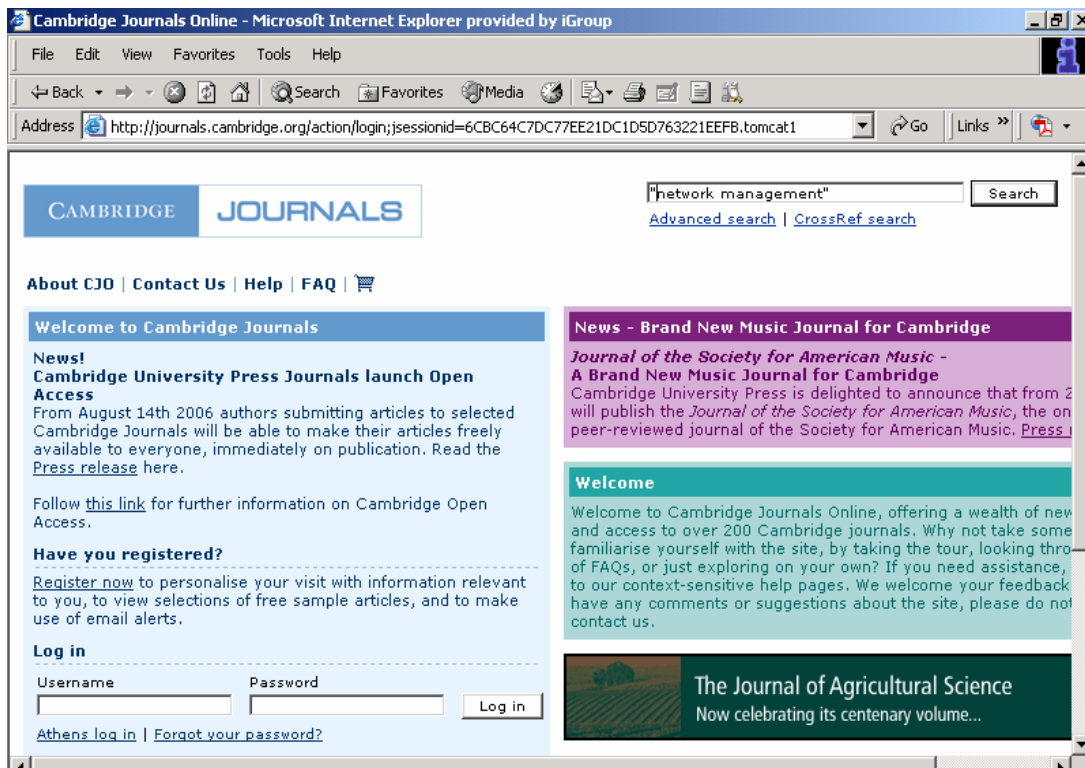 Cambridge Journals Online - Microsoft Internet Explorer provided by iGroup
File Edit View Favorites Tools Help
Back Search Favorites Media
Address http://journals.cambridge.org/action/login;jsessionid=6CBC64C7DC77EE21DC1D5D763221EEFB.tomcat1 Go Links »
CAMBRIDGE JOURNALS
"network management" Search
Advanced search | CrossRef search
About CJO | Contact Us | Help | FAQ |
Welcome to Cambridge Journals
News!
Cambridge University Press Journals launch Open
Access
From August 14th 2006 authors submitting articles to selected
Cambridge Journals will be able to make their articles freely
available to everyone, immediately on publication. Read the
Press release here.
Follow this link for further information on Cambridge Open
Access.
Have you registered?
Register now to personalise your visit with information relevant
to you, to view selections of free sample articles, and to make
use of email alerts.
Log in
Username Password
Log in
Athens log in | Forgot your password?
News - Brand New Music Journal for Cambridge
Journal of the Society for American Music -
A Brand New Music Journal for Cambridge
Cambridge University Press is delighted to announce that from 2
will publish the Journal of the Society for American Music, the on
peer-reviewed journal of the Society for American Music. Press
Welcome
Welcome to Cambridge Journals Online, offering a wealth of new
and access to over 200 Cambridge journals. Why not take some
familiarise yourself with the site, by taking the tour, looking thro
of FAQs, or just exploring on your own? If you need assistance,
to our context-sensitive help pages. We welcome your feedback
have any comments or suggestions about the site, please do not
contact us.
The Journal of Agricultural Science
Now celebrating its centenary volume...